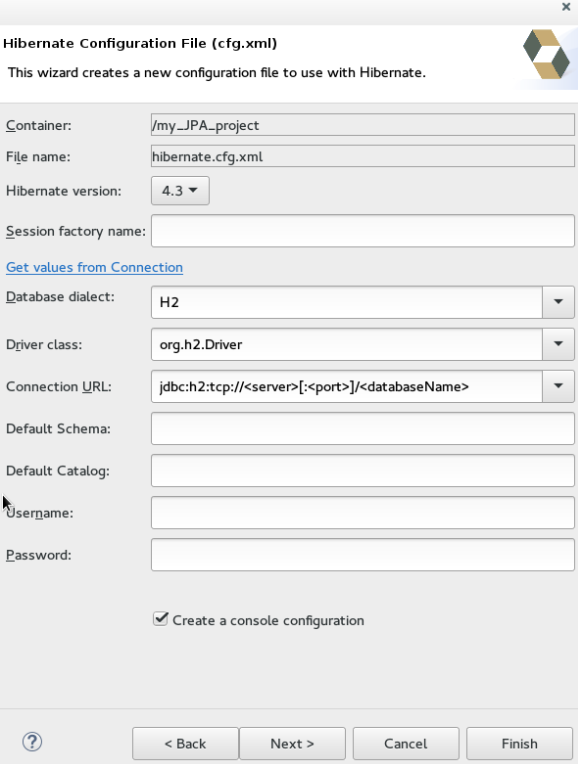 Hibernate Configuration File (cfg.xml)
This wizard creates a new configuration file to use with Hibernate.
Container: /my_JPA_project
File name: hibernate.cfg.xml
Hibernate version: 4.3
Session factory name:
Get values from Connection
Database dialect: H2
Driver class: org.h2.Driver
Connection URL: jdbc:h2:tcp://<server>[:<port>]/<databaseName>
Default Schema:
Default Catalog:
Username:
Password:
Create a console configuration
? < Back Next > Cancel Finish